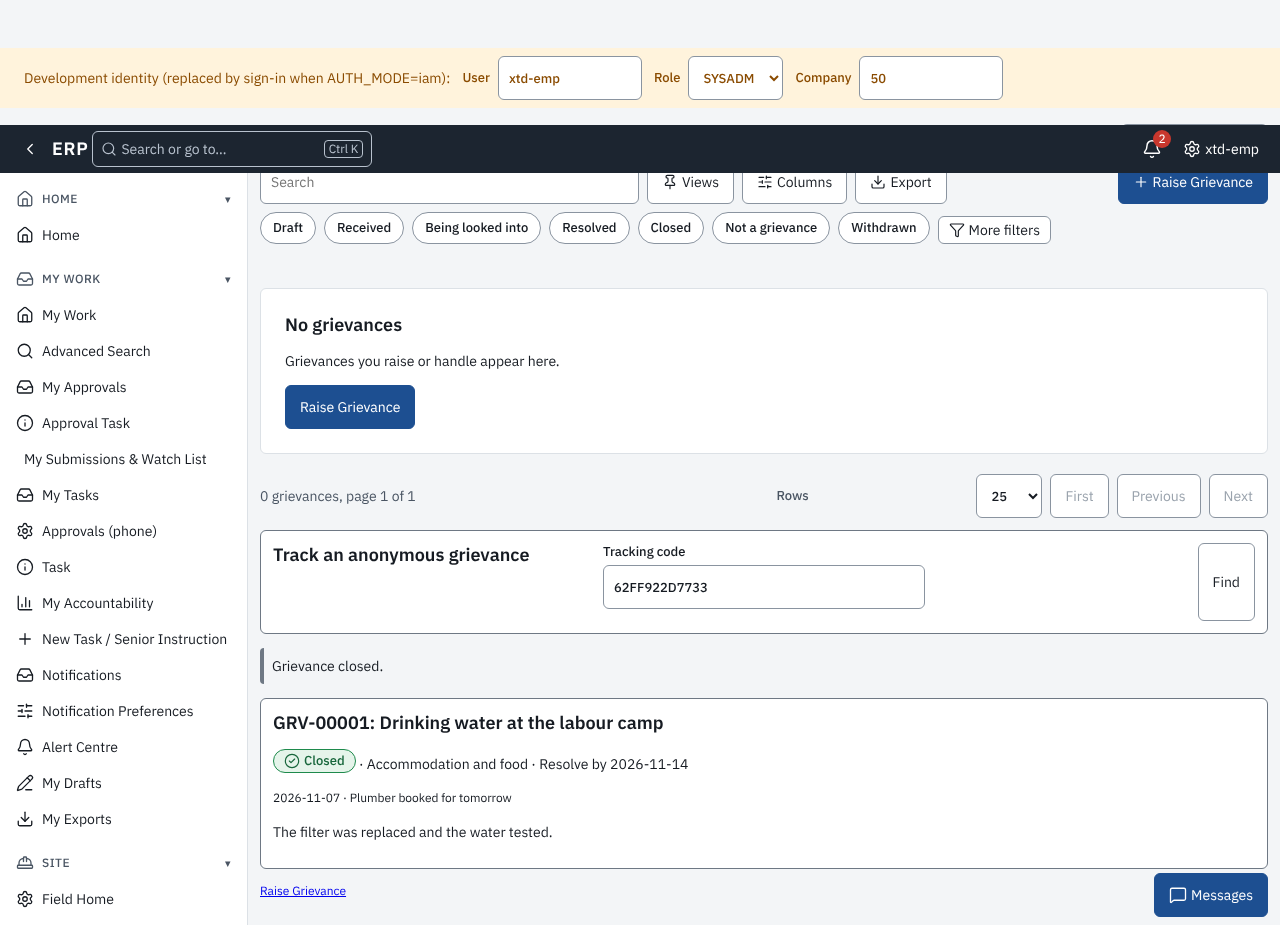 Development identity (replaced by sign-in when AUTH_MODE=iam): User xtd-emp Role SYSADM Company 50
ERP Search or go to... Ctrl K 2 xtd-emp
HOME
Home
MY WORK
My Work
Advanced Search
My Approvals
Approval Task
My Submissions & Watch List
My Tasks
Approvals (phone)
Task
My Accountability
New Task / Senior Instruction
Notifications
Notification Preferences
Alert Centre
My Drafts
My Exports
SITE
Field Home
Search Views Columns Export + Raise Grievance
Draft Received Being looked into Resolved Closed Not a grievance Withdrawn More filters
No grievances
Grievances you raise or handle appear here.
Raise Grievance
0 grievances, page 1 of 1 Rows 25 First Previous Next
Track an anonymous grievance
Tracking code
62FF922D7733
Find
Grievance closed.
GRV-00001: Drinking water at the labour camp
Closed · Accommodation and food · Resolve by 2026-11-14
2026-11-07 · Plumber booked for tomorrow
The filter was replaced and the water tested.
Raise Grievance
Messages